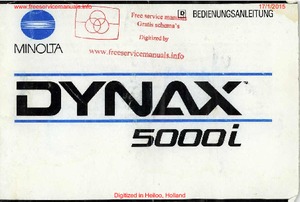 www.freeservicemanuals.info
17/1/2015
MINOLTA
Free service manuals
Gratis schema's
Digitized by
www.freeservicemanuals.info
D BEDIENUNGSANLEITUNG
DYNAX
5000i
Digitized in Heiloo, Holland